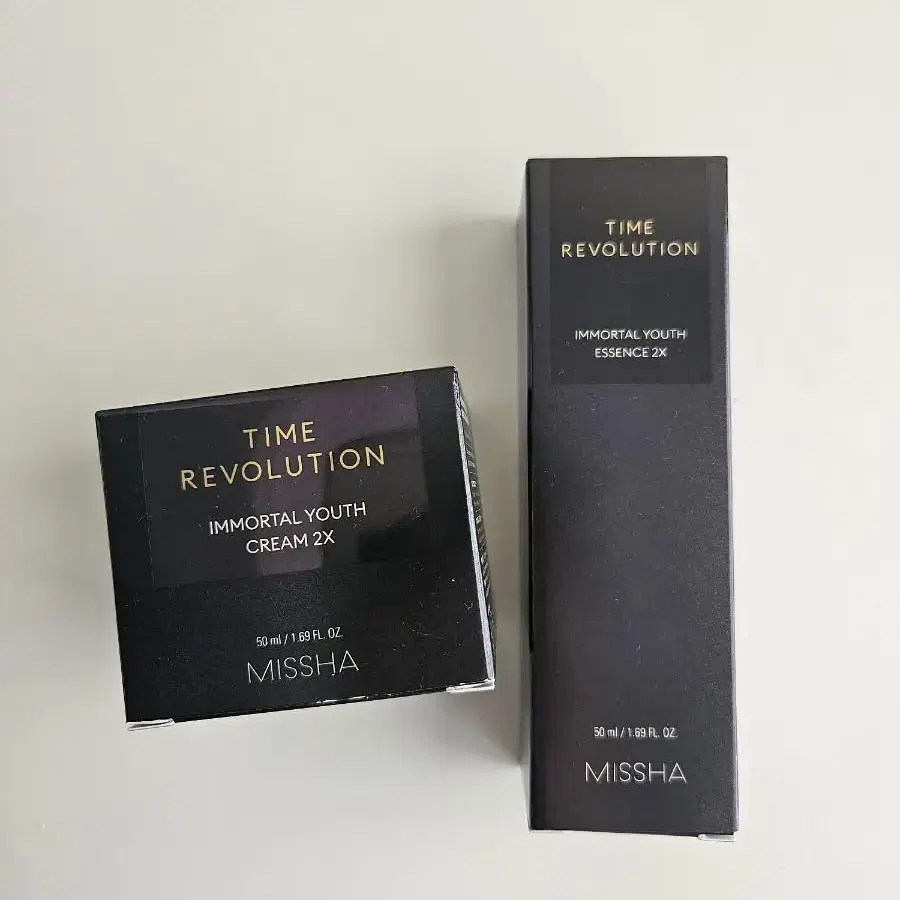 TIME
REVOLUTION
IMMORTAL YOUTH
CREAM 2X
50 ml / 1.69 FL. OZ.
MISSHA
TIME
REVOLUTION
IMMORTAL YOUTH
ESSENCE 2X
50 ml / 1.69 FL. OZ.
MISSHA